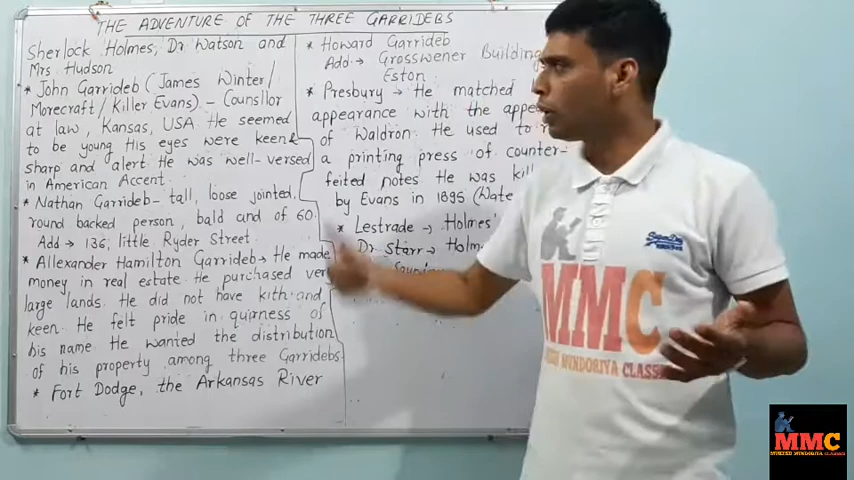 THE ADVENTURE OF THE THREE GARRIDEBS
Sherlock Holmes, Dr Watson and
Mrs. Hudson
* John Garrideb (James Winter/
Morecraft/Killer Evans) - Counsllor
at law, Kansas, USA. He seemed
to be young. His eyes were keen &
sharp and alert. He was well-versed
in American Accent.
* Nathan Garrideb - tall, loose jointed.
round backed person, bald and of 60.
Add → 136, little Ryder Street
* Allexander Hamilton Garrideb → He made
money in real estate. He purchased very
large lands. He did not have kith and
keen. He felt pride in quirness of
his name. He wanted the distribution
of his property among three Garridebs
* Fort Dodge, the Arkansas River
* Howard Garrideb
Add:→ Grosswener Building
Eston
* Presbury → He matched
appearance with the
of Waldron. He used to
a printing press of counter-
feited notes. He was
by Evans in 1895
* Lestrade → Holmes'
Dr Starr →
MMC
MUKESH MINDORIYA CLASSES
MMC
MINDORIYA CLASSES